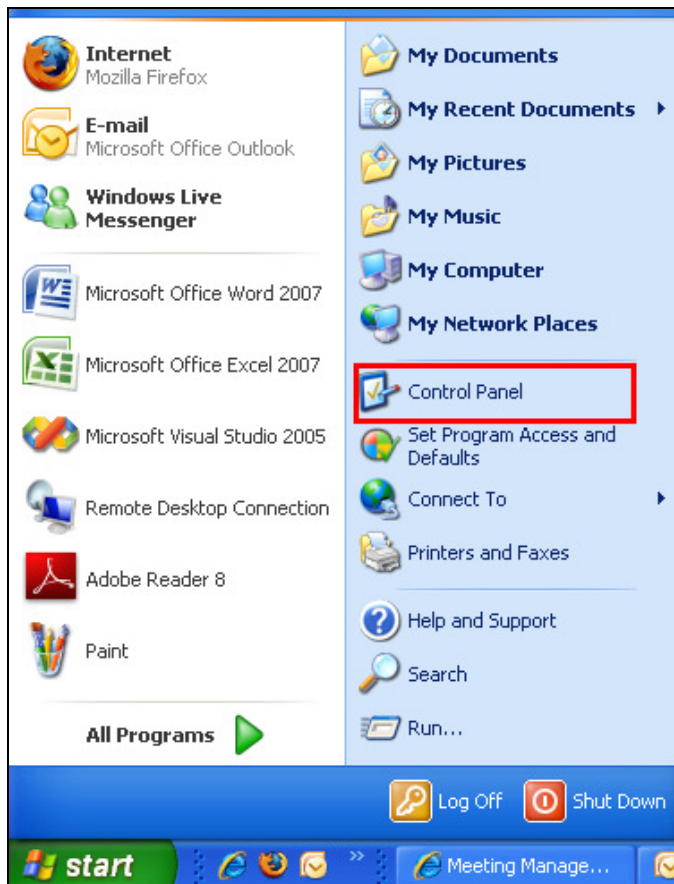 Internet
Mozilla Firefox
E-mail
Microsoft Office Outlook
Windows Live
Messenger
Microsoft Office Word 2007
Microsoft Office Excel 2007
Microsoft Visual Studio 2005
Remote Desktop Connection
Adobe Reader 8
Paint
All Programs
My Documents
My Recent Documents
My Pictures
My Music
My Computer
My Network Places
Control Panel
Set Program Access and
Defaults
Connect To
Printers and Faxes
Help and Support
Search
Run...
Log Off
Shut Down
start
Meeting Manage...